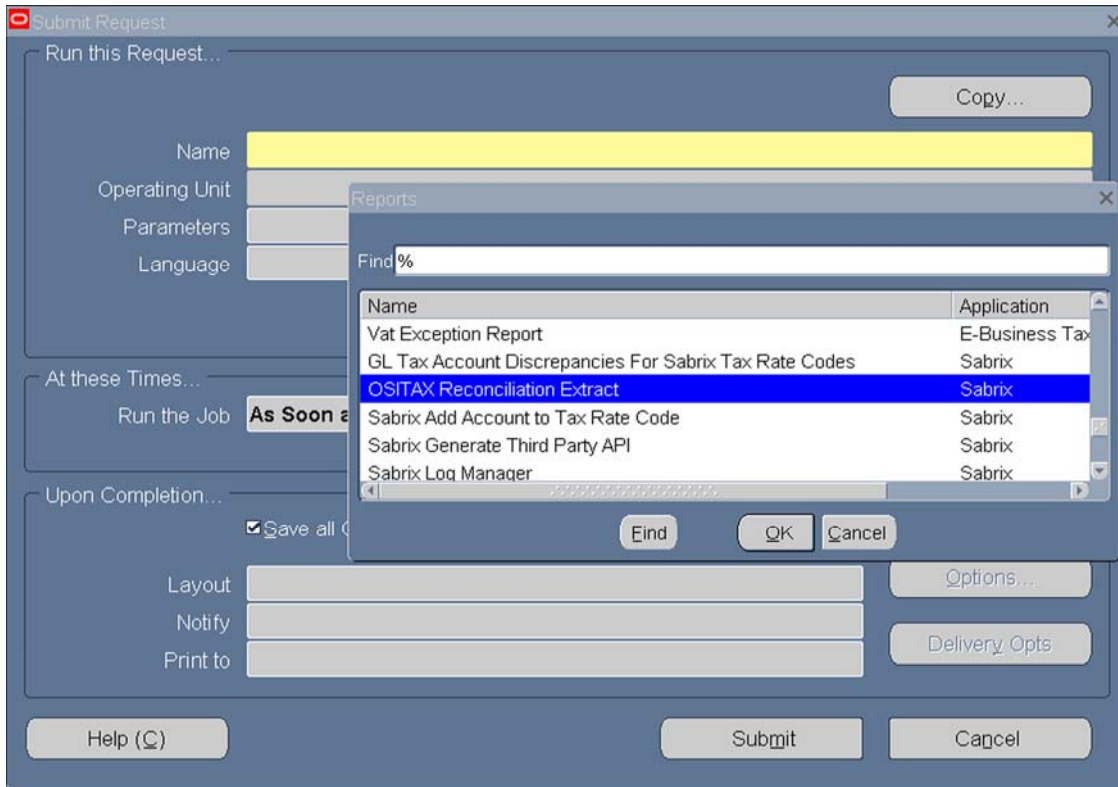 Submit Request
Run this Request...
Copy...
Name
Operating Unit
Parameters
Language
Reports
Find %
Name Application
Vat Exception Report E-Business Tax
GL Tax Account Discrepancies For Sabrix Tax Rate Codes Sabrix
OSITAX Reconciliation Extract Sabrix
Sabrix Add Account to Tax Rate Code Sabrix
Sabrix Generate Third Party API Sabrix
Sabrix Log Manager Sabrix
Find OK Cancel
At these Times...
Run the Job As Soon a
Upon Completion...
Save all
Layout
Notify
Print to
Options...
Delivery Opts
Help (C) Submit Cancel